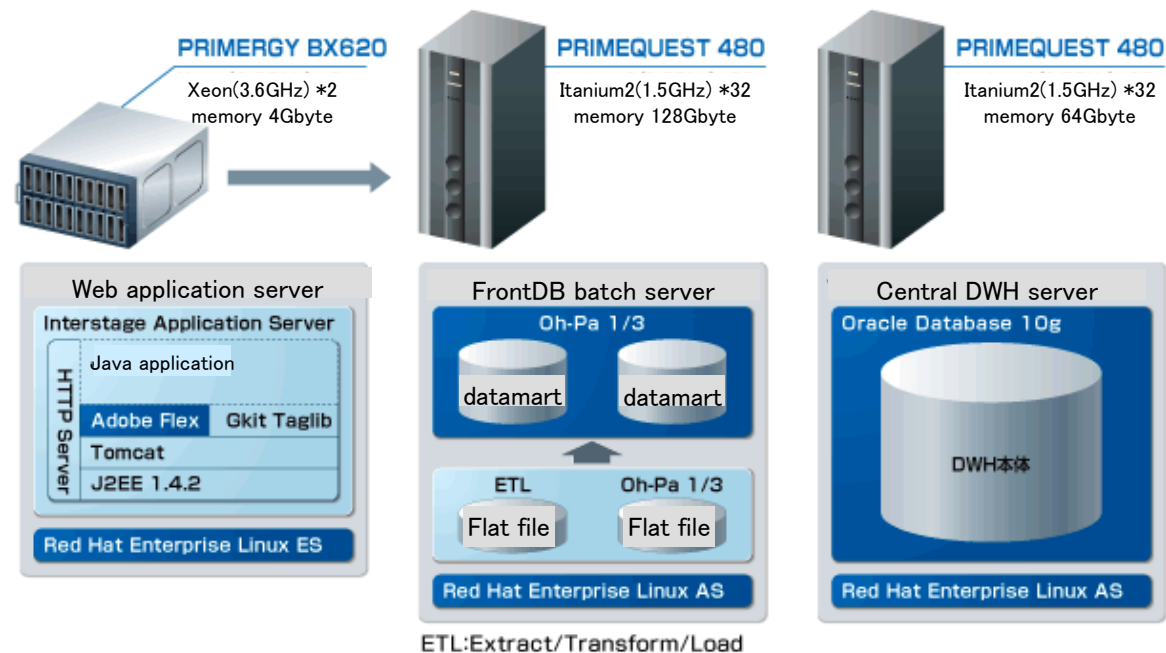 PRIMERGY BX620
Xeon(3.6GHz) *2
memory 4Gbyte
PRIMEQUEST 480
Itanium2(1.5GHz) *32
memory 128Gbyte
PRIMEQUEST 480
Itanium2(1.5GHz) *32
memory 64Gbyte
Web application server
Interstage Application Server
HTTP Server
Java application
Adobe Flex
Gkit Taglib
Tomcat
J2EE 1.4.2
Red Hat Enterprise Linux ES
FrontDB batch server
Oh-Pa 1/3
datamart
datamart
ETL
Oh-Pa 1/3
Flat file
Flat file
Red Hat Enterprise Linux AS
ETL:Extract/Transform/Load
Central DWH server
Oracle Database 10g
DWH本体
Red Hat Enterprise Linux AS